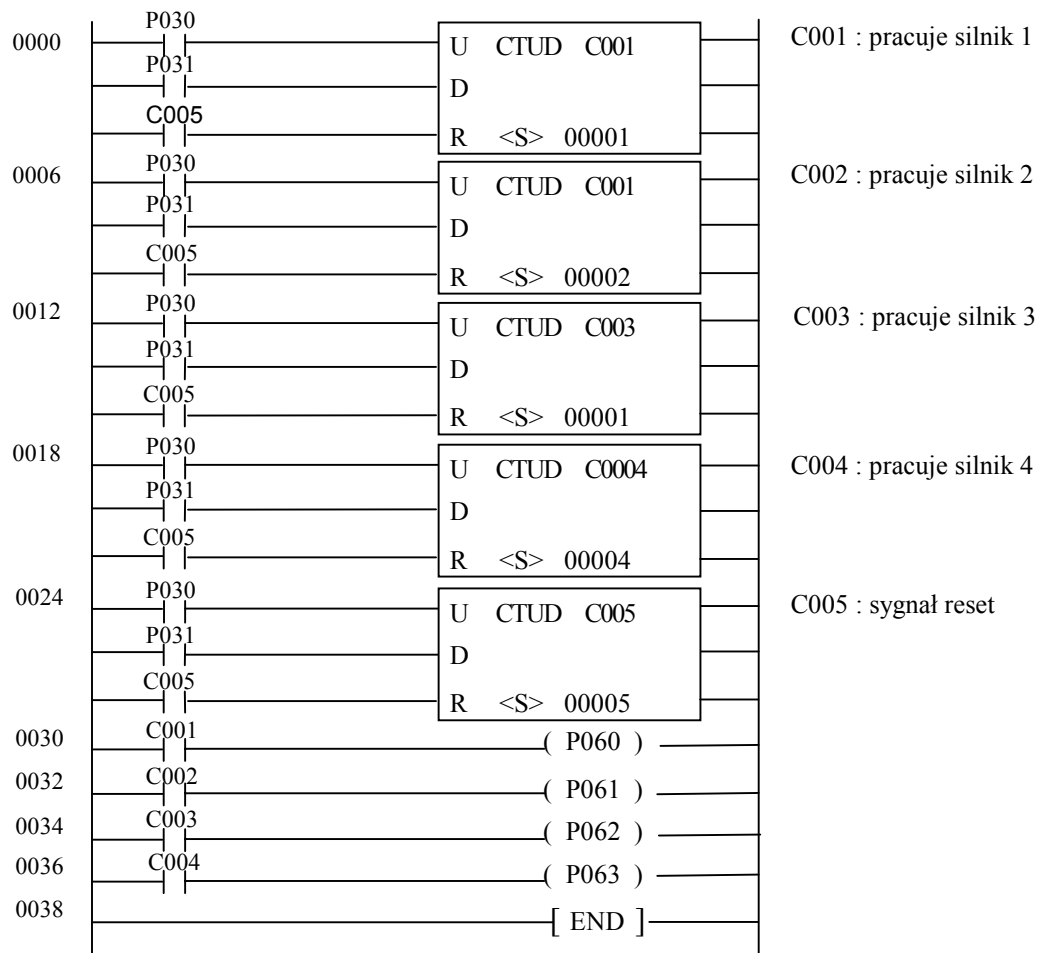 P030
0000 U CTUD C001 C001 : pracuje silnik 1
P031
D
C005
R <S> 00001
P030
0006 U CTUD C001 C002 : pracuje silnik 2
P031
D
C005
R <S> 00002
P030
0012 U CTUD C003 C003 : pracuje silnik 3
P031
D
C005
R <S> 00001
P030
0018 U CTUD C0004 C004 : pracuje silnik 4
P031
D
C005
R <S> 00004
P030
0024 U CTUD C005 C005 : sygnał reset
P031
D
C005
R <S> 00005
0030 C001 ( P060 )
0032 C002 ( P061 )
0034 C003 ( P062 )
0036 C004 ( P063 )
0038 [ END ]